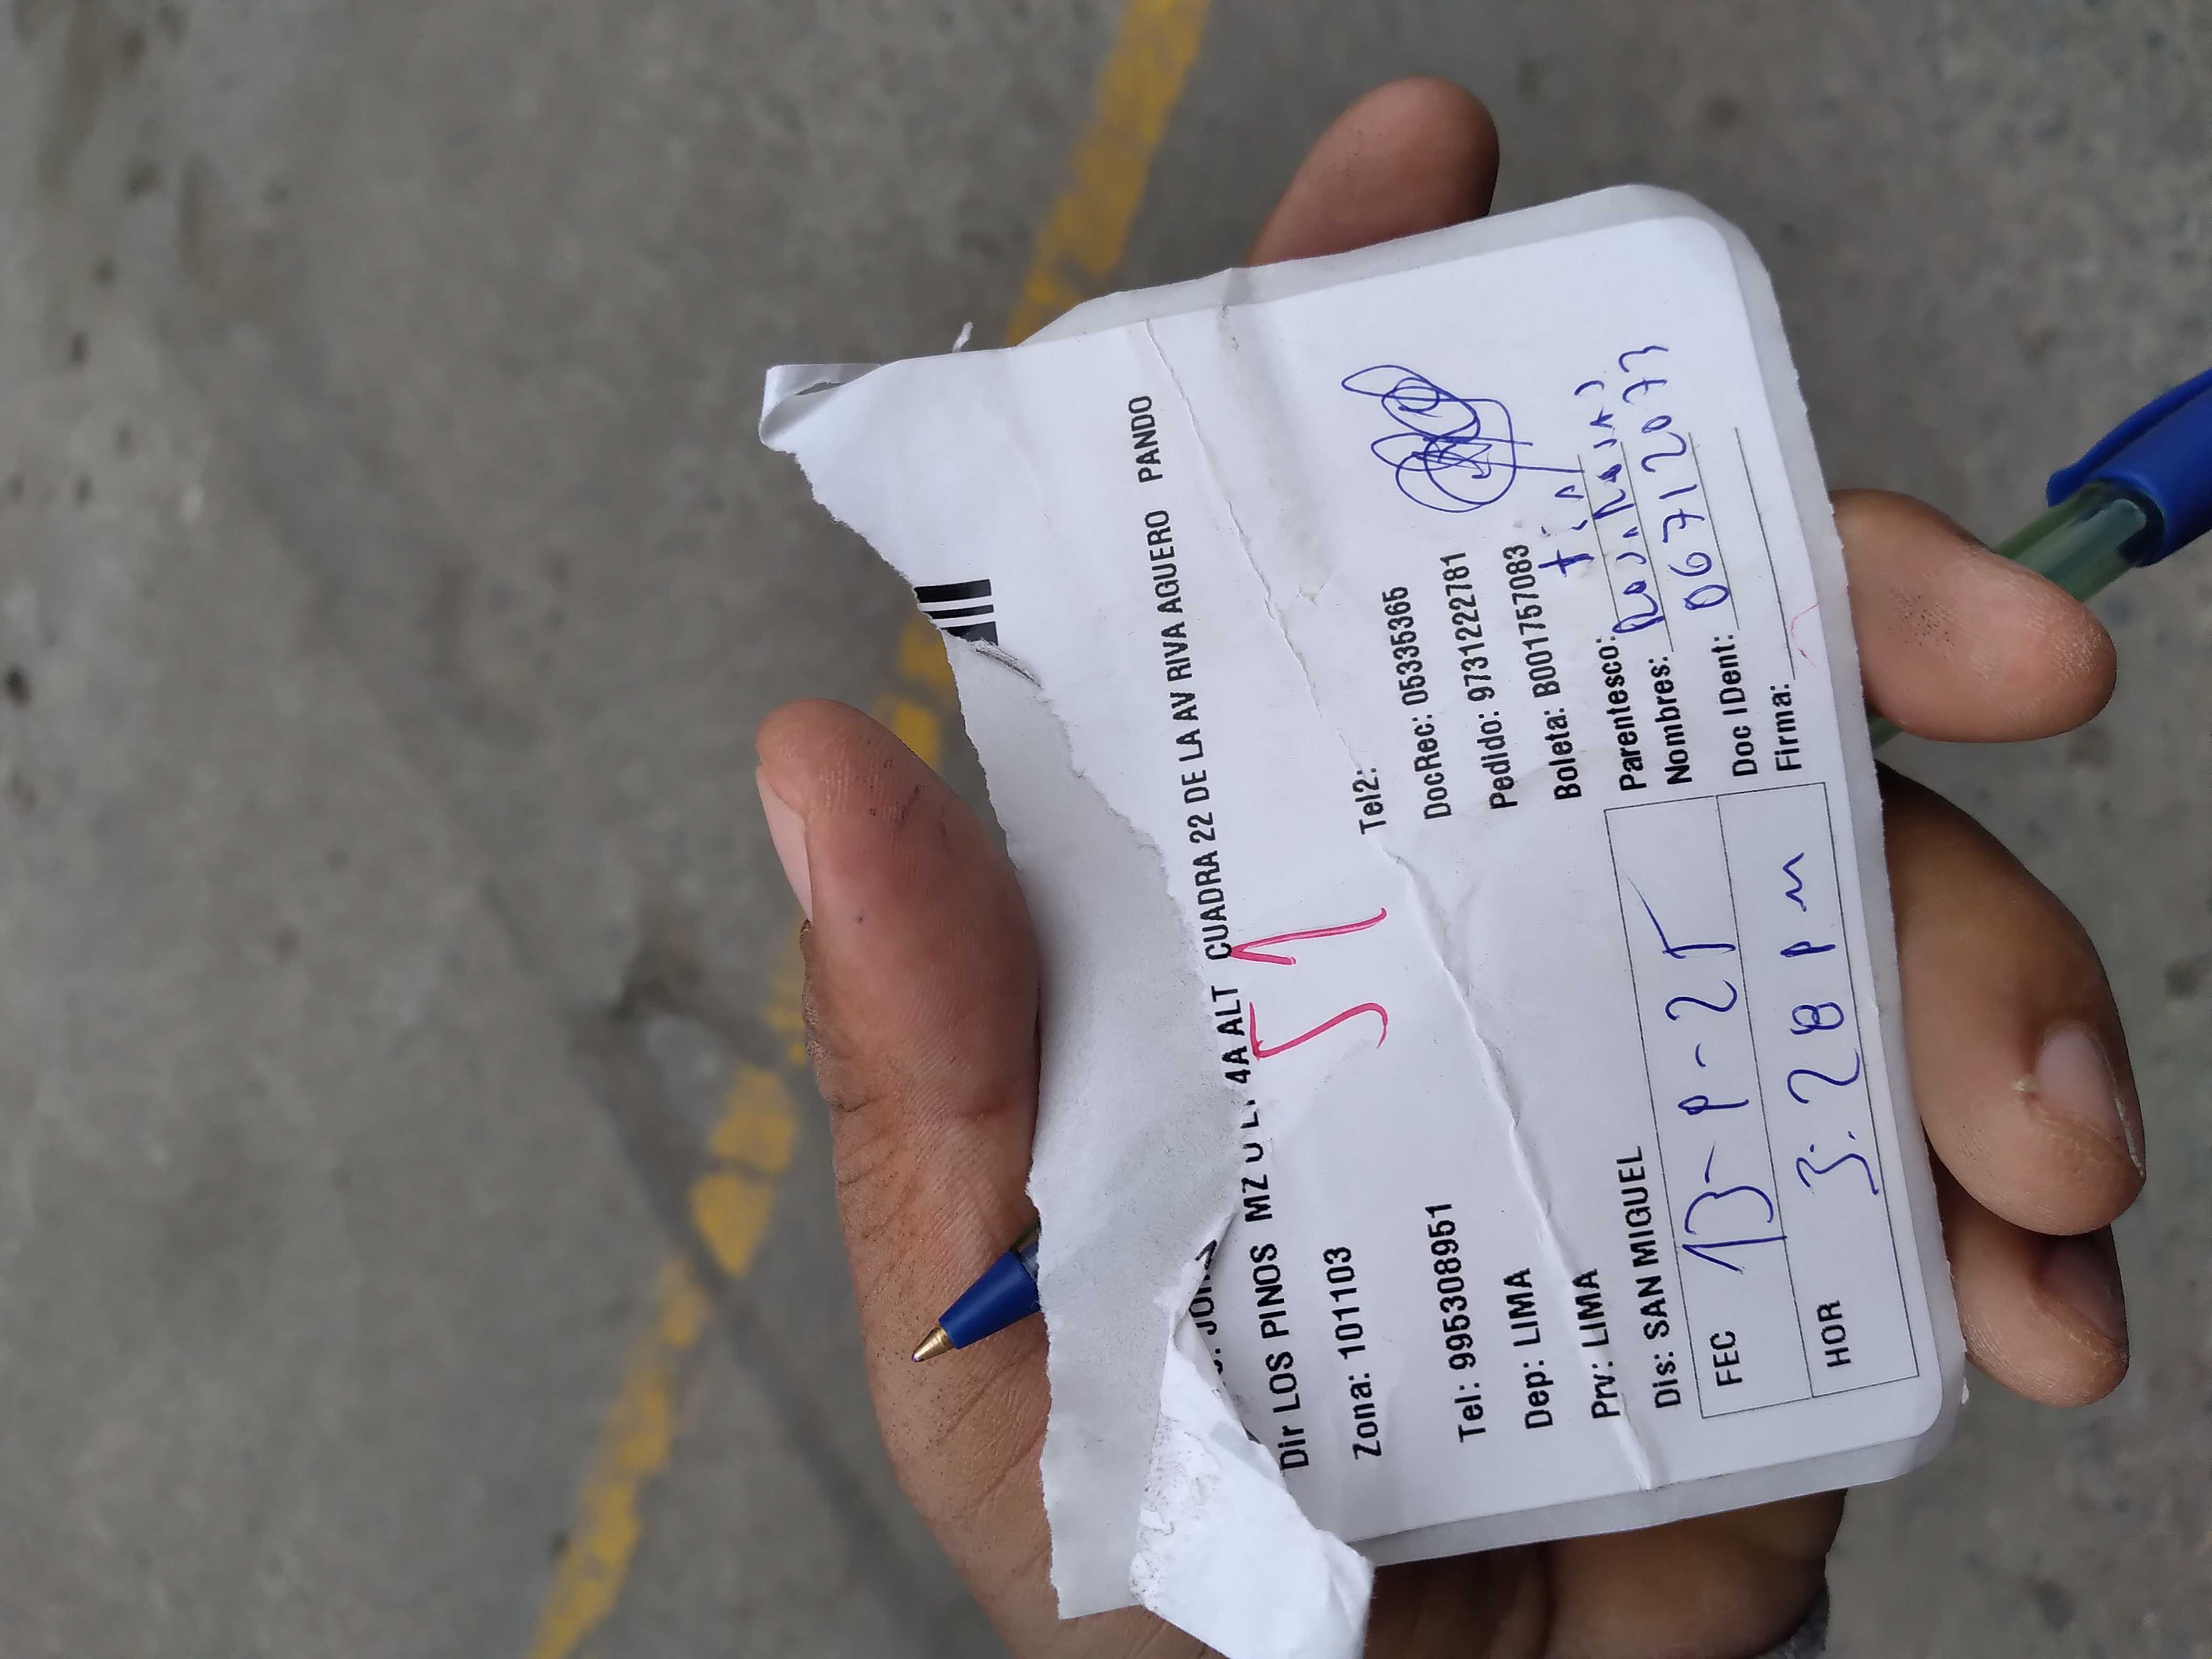 Dir LOS PINOS MZ 4A ALT CUADRA 22 DE LA AV RIVA AGUERO PANDO
51
Zona: 101103
Tel: 995308951
Tel2:
Dep: LIMA
DocRec: 05335365
Prv: LIMA
Pedido: 9731222781
Dis: SAN MIGUEL
Boleta: B001757083
FEC 13-P-25
HOR 3:28 PM
Parentesco: tía
Nombres:
Doc IDent: 06712073
Firma: